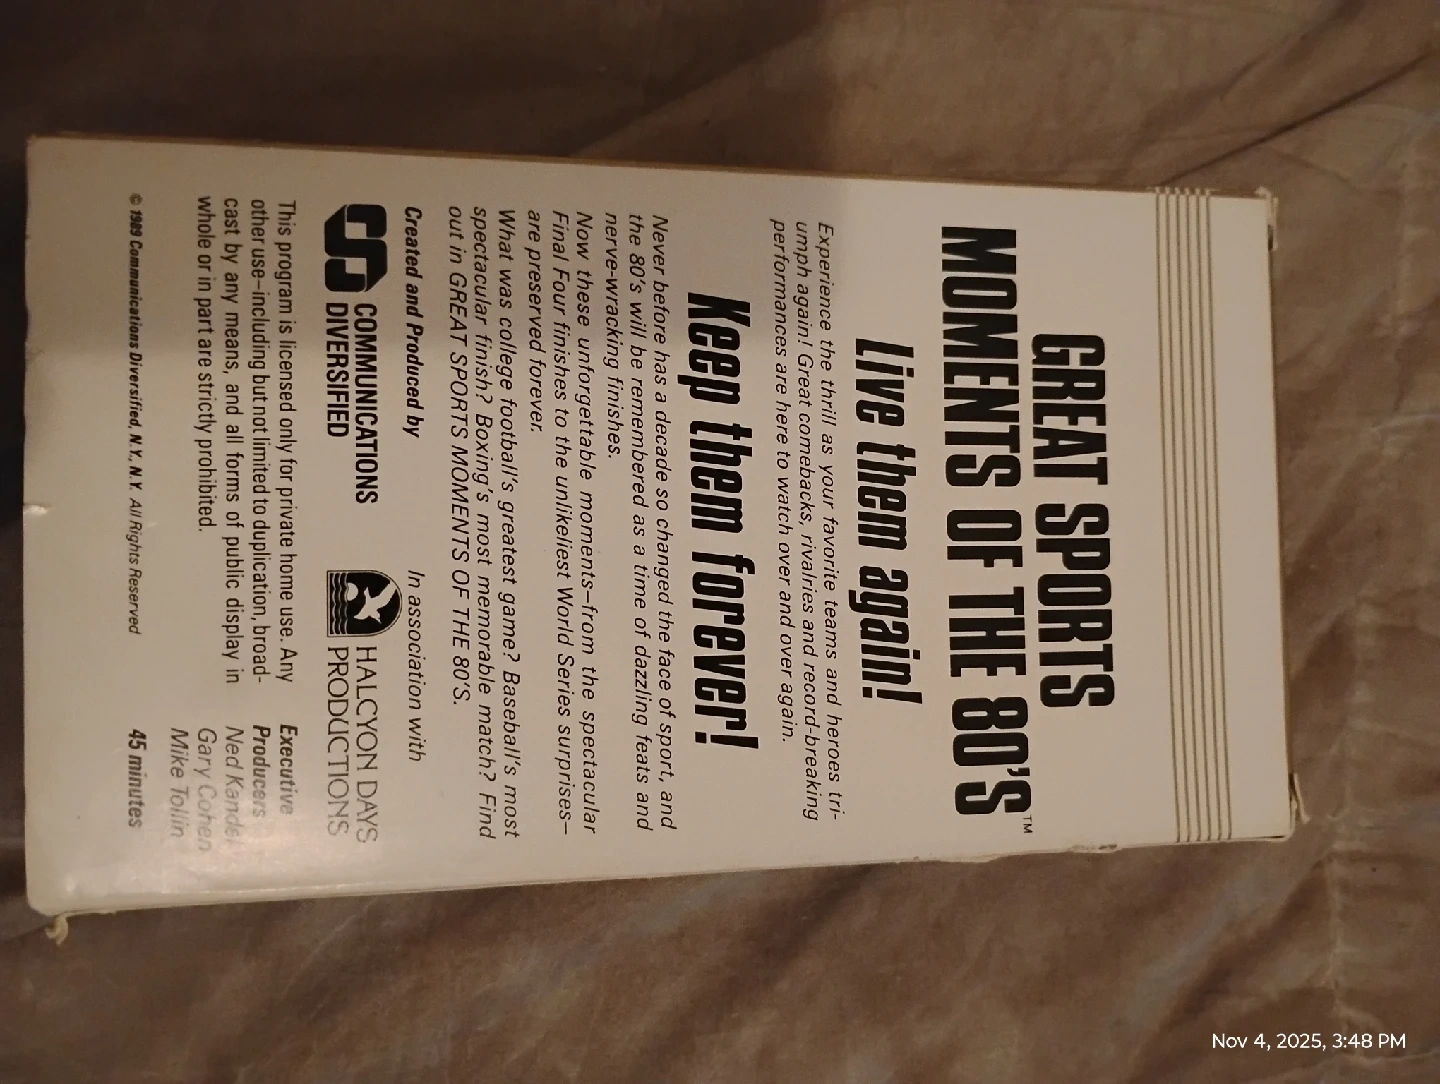 GREAT SPORTS
MOMENTS OF THE 80'S™
Live them again!
Experience the thrill as your favorite teams and heroes tri-
umph again! Great comebacks, rivalries and record-breaking
performances are here to watch over and over again.
Keep them forever!
Never before has a decade so changed the face of sport, and
the 80's will be remembered as a time of dazzling feats and
nerve-wracking finishes.
Now these unforgettable moments—from the spectacular
Final Four finishes to the unlikeliest World Series surprises—
are preserved forever.
What was college football's greatest game? Baseball's most
spectacular finish? Boxing's most memorable match? Find
out in GREAT SPORTS MOMENTS OF THE 80'S.
Created and Produced by
COMMUNICATIONS
DIVERSIFIED
In association with
HALCYON DAYS
PRODUCTIONS
This program is licensed only for private home use. Any
other use—including but not limited to duplication, broad-
cast by any means, and all forms of public display in
whole or in part are strictly prohibited.
Executive
Producers
Ned Kandel
Gary Cohen
Mike Tollin
© 1989 Communications Diversified, N.Y., N.Y. All Rights Reserved
45 minutes
Nov 4, 2025, 3:48 PM